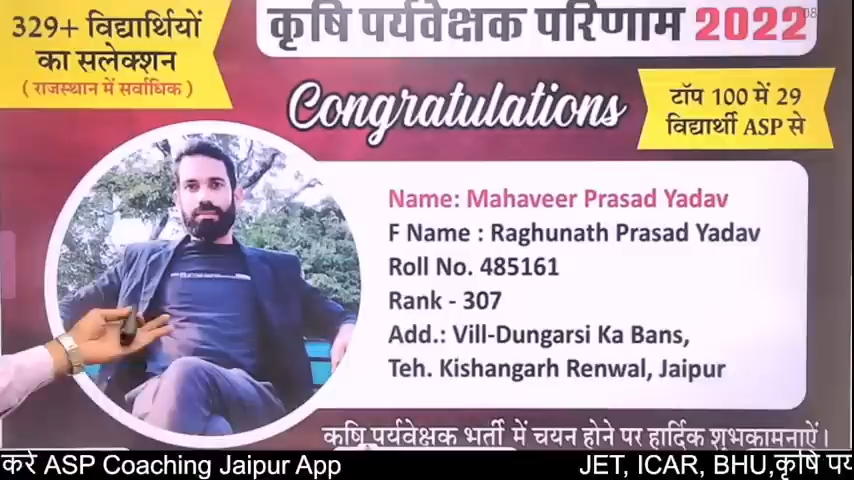 329+ विद्यार्थियों
का सलेक्शन
( राजस्थान में सर्वाधिक )
कृषि पर्यवेक्षक परिणाम 2022
08
Congratulations
टॉप 100 में 29
विद्यार्थी ASP से
Name: Mahaveer Prasad Yadav
F Name : Raghunath Prasad Yadav
Roll No. 485161
Rank - 307
Add.: Vill-Dungarsi Ka Bans,
Teh. Kishangarh Renwal, Jaipur
कृषि पर्यवेक्षक भर्ती में चयन होने पर हार्दिक शुभकामनाऐं।
करे ASP Coaching Jaipur App
JET, ICAR, BHU,कृषि पर्य